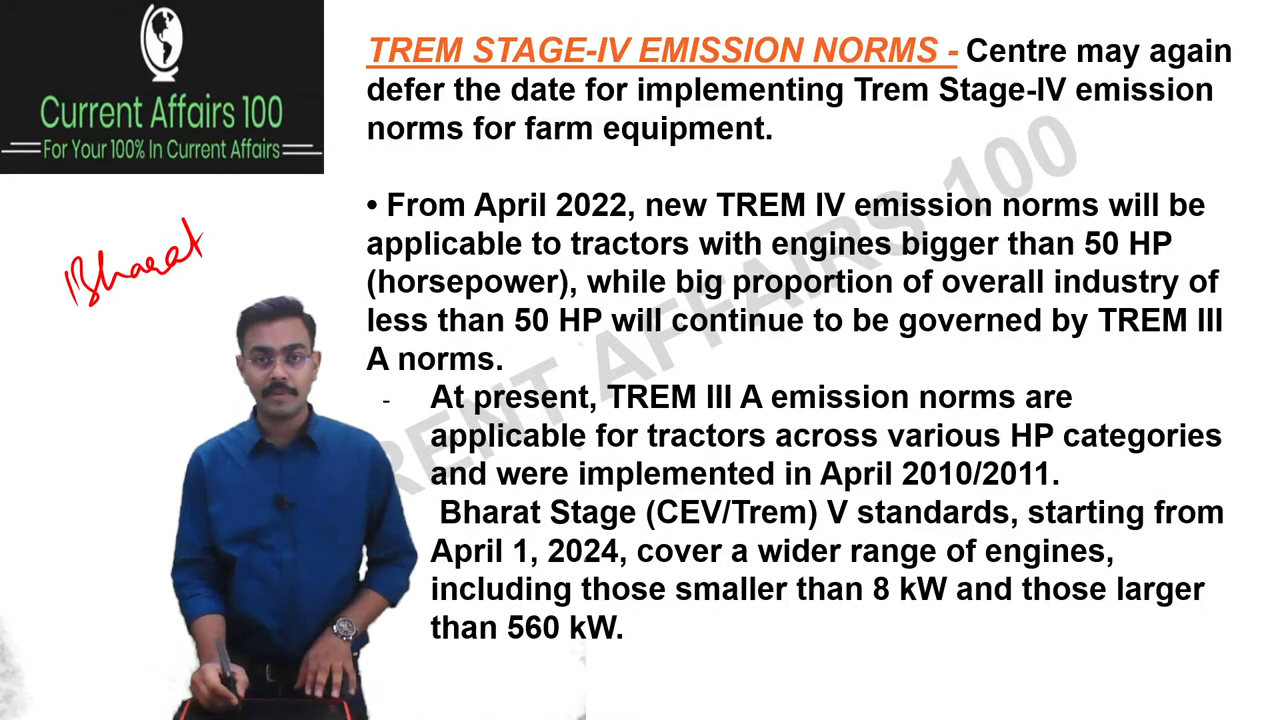 Current Affairs 100
For Your 100% In Current Affairs
TREM STAGE-IV EMISSION NORMS - Centre may again
defer the date for implementing Trem Stage-IV emission
norms for farm equipment.
• From April 2022, new TREM IV emission norms will be
applicable to tractors with engines bigger than 50 HP
(horsepower), while big proportion of overall industry of
less than 50 HP will continue to be governed by TREM III
A norms.
- At present, TREM III A emission norms are
applicable for tractors across various HP categories
and were implemented in April 2010/2011.
Bharat Stage (CEV/Trem) V standards, starting from
April 1, 2024, cover a wider range of engines,
including those smaller than 8 kW and those larger
than 560 kW.
Bharat
RENT AFFAIRS 100